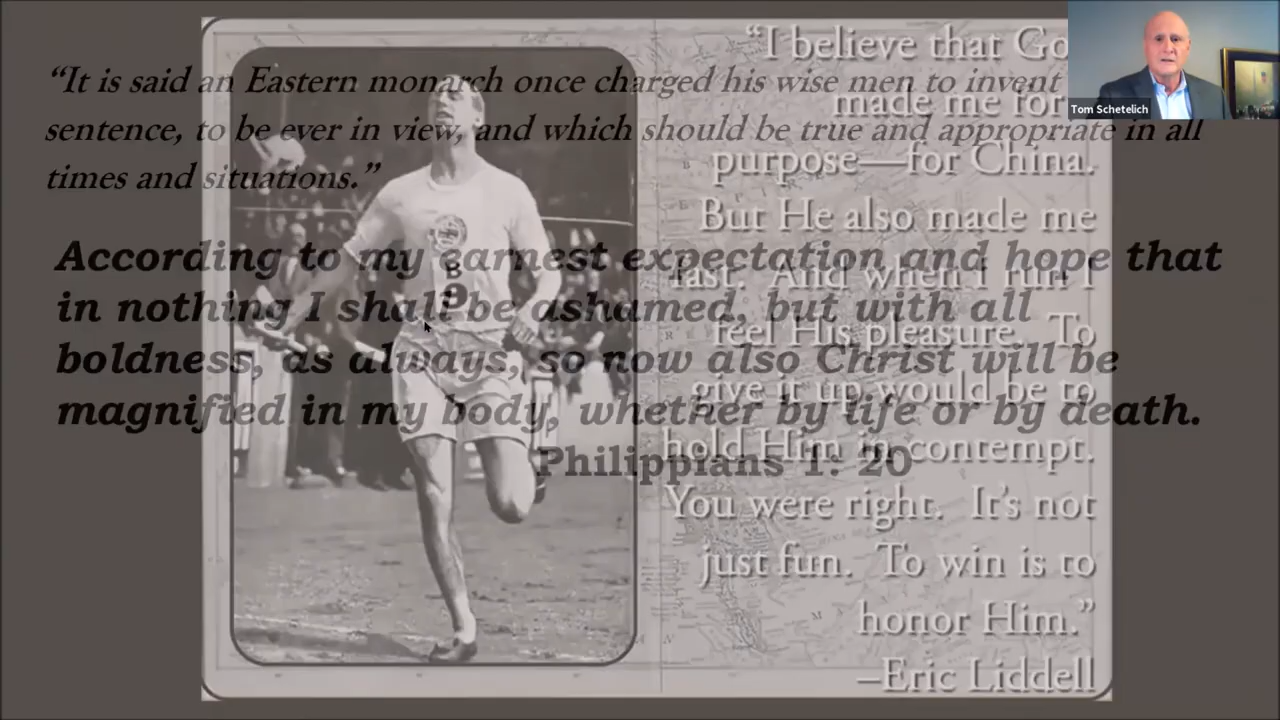 “It is said an Eastern monarch once charged his wise men to invent
sentence, to be ever in view, and which should be true and appropriate in all
times and situations.”
According to my earnest expectation and hope that
in nothing I shall be ashamed, but with all
boldness, as always, so now also Christ will be
magnified in my body, whether by life or by death.
Philippians 1: 20
“I believe that Go
made me for
purpose—for China.
But He also made me
fast. And when I run I
feel His pleasure. To
give it up would be to
hold Him in contempt.
You were right. It’s not
just fun. To win is to
honor Him.”
–Eric Liddell
Tom Schetelich